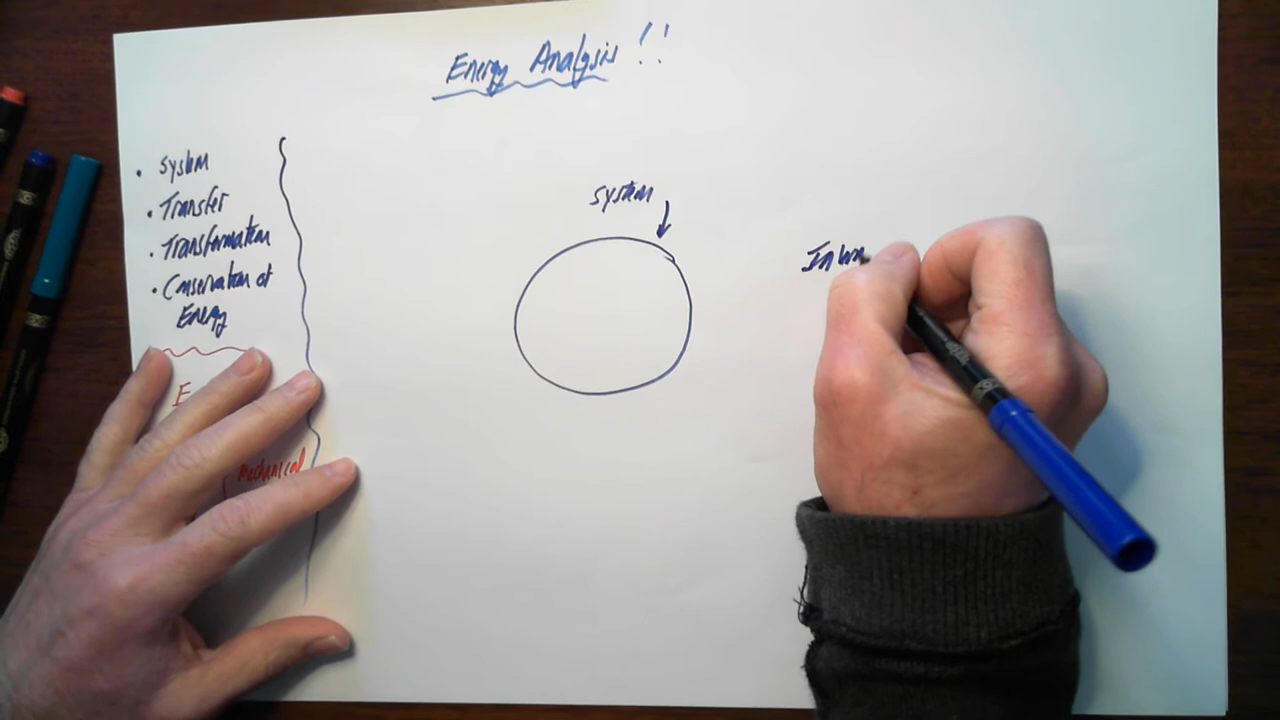 Energy Analysis !!
• System
• Transfer
• Transformation
• Conservation of
Energy
E
mechanical
system